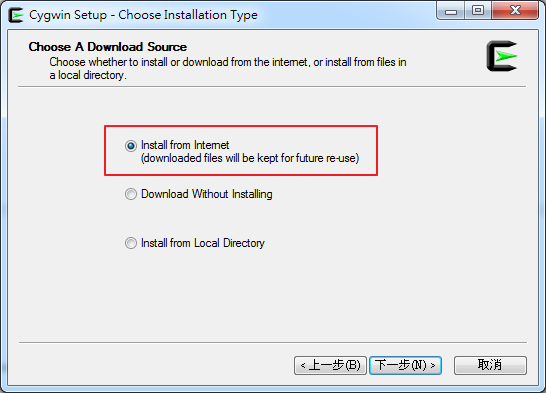 Cygwin Setup - Choose Installation Type
Choose A Download Source
Choose whether to install or download from the internet, or install from files in
a local directory.
Install from Internet
(downloaded files will be kept for future re-use)
Download Without Installing
Install from Local Directory
< 上一步(B)
下一步(N) >
取消